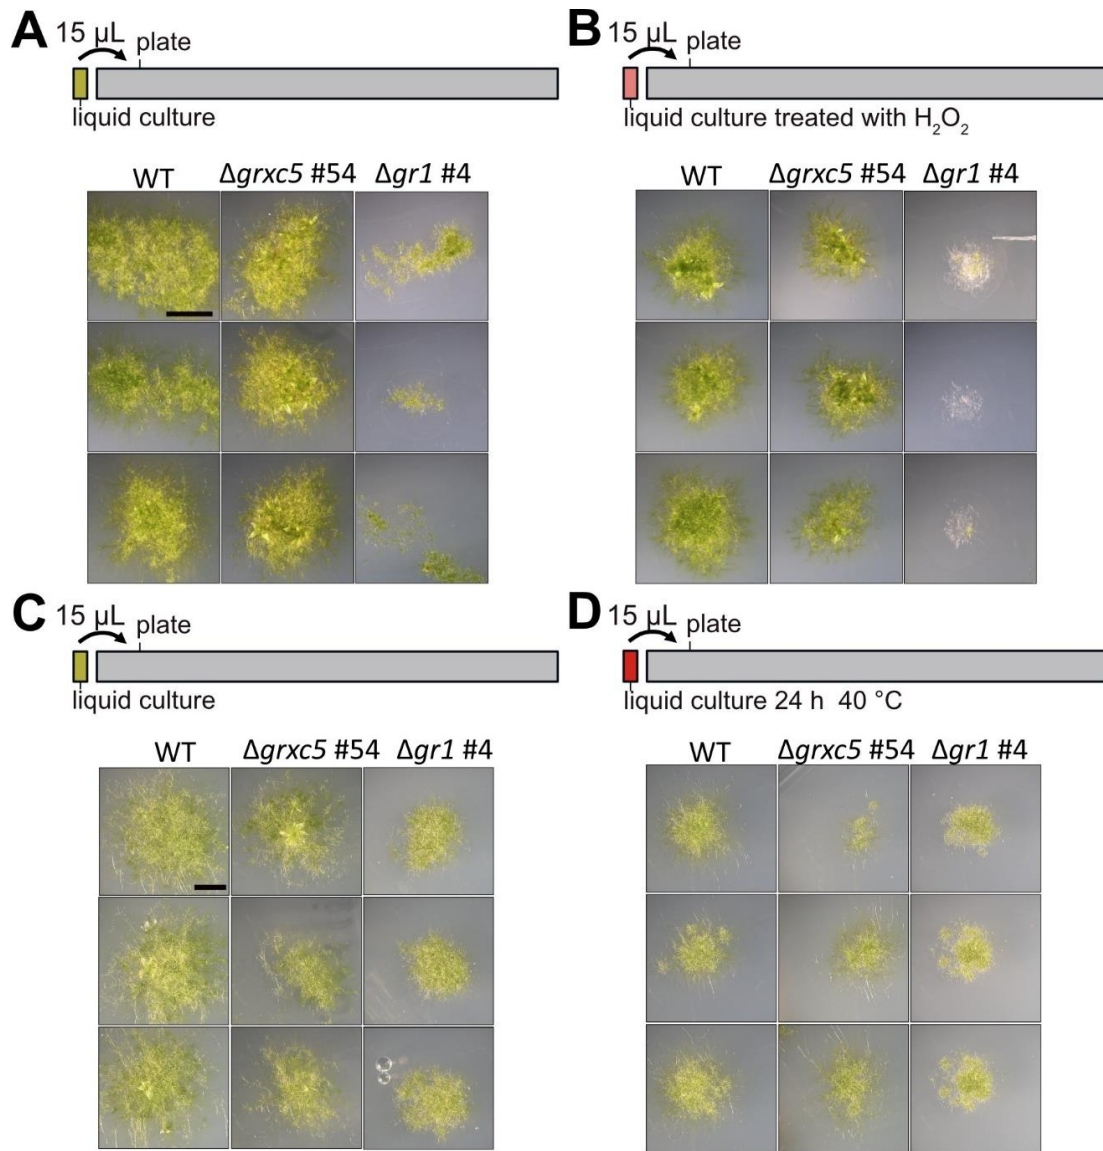 A
15 µL
plate
liquid culture
WT
Δgrxc5 #54
Δgr1 #4
B
15 µL
plate
liquid culture treated with H₂O₂
WT
Δgrxc5 #54
Δgr1 #4
C
15 µL
plate
liquid culture
WT
Δgrxc5 #54
Δgr1 #4
D
15 µL
plate
liquid culture 24 h 40 °C
WT
Δgrxc5 #54
Δgr1 #4